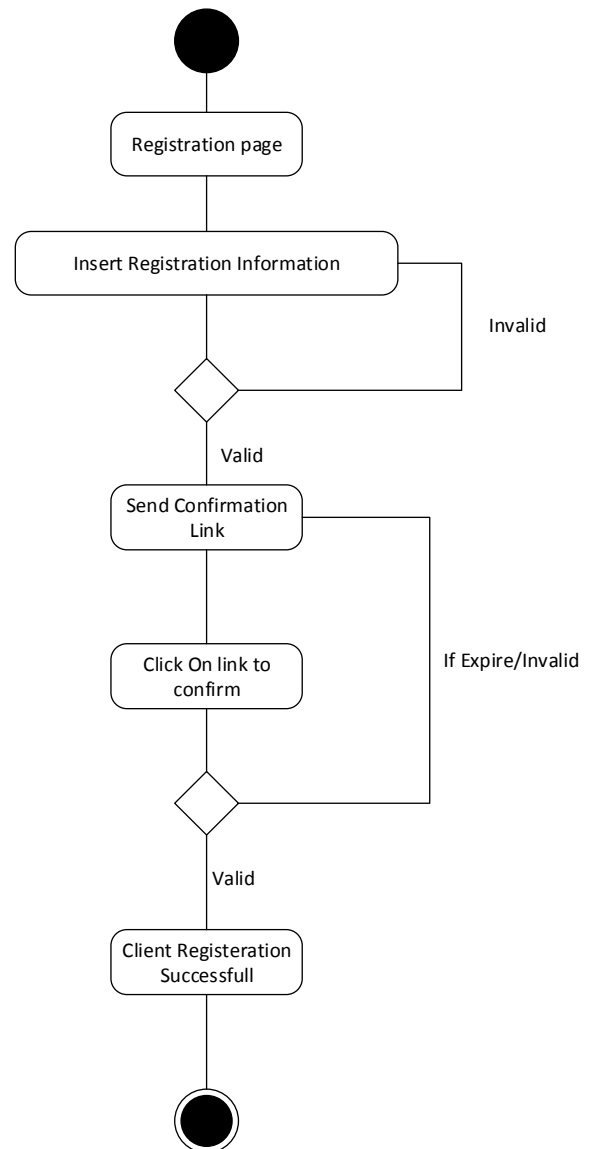 Registration page
Insert Registration Information
Invalid
Valid
Send Confirmation
Link
Click On link to
confirm
If Expire/Invalid
Valid
Client Registeration
Successfull